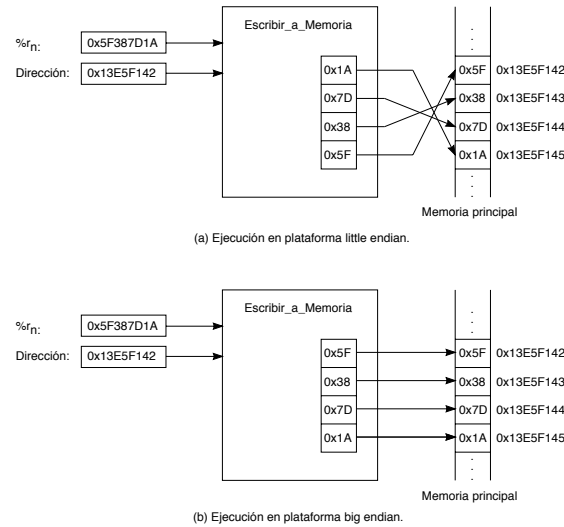 Escribir_a_Memoria
%rn: 0x5F387D1A
Dirección: 0x13E5F142
0x1A 0x5F 0x13E5F142
0x7D 0x38 0x13E5F143
0x38 0x7D 0x13E5F144
0x5F 0x1A 0x13E5F145
Memoria principal
(a) Ejecución en plataforma little endian.
Escribir_a_Memoria
%rn: 0x5F387D1A
Dirección: 0x13E5F142
0x5F 0x5F 0x13E5F142
0x38 0x38 0x13E5F143
0x7D 0x7D 0x13E5F144
0x1A 0x1A 0x13E5F145
Memoria principal
(b) Ejecución en plataforma big endian.